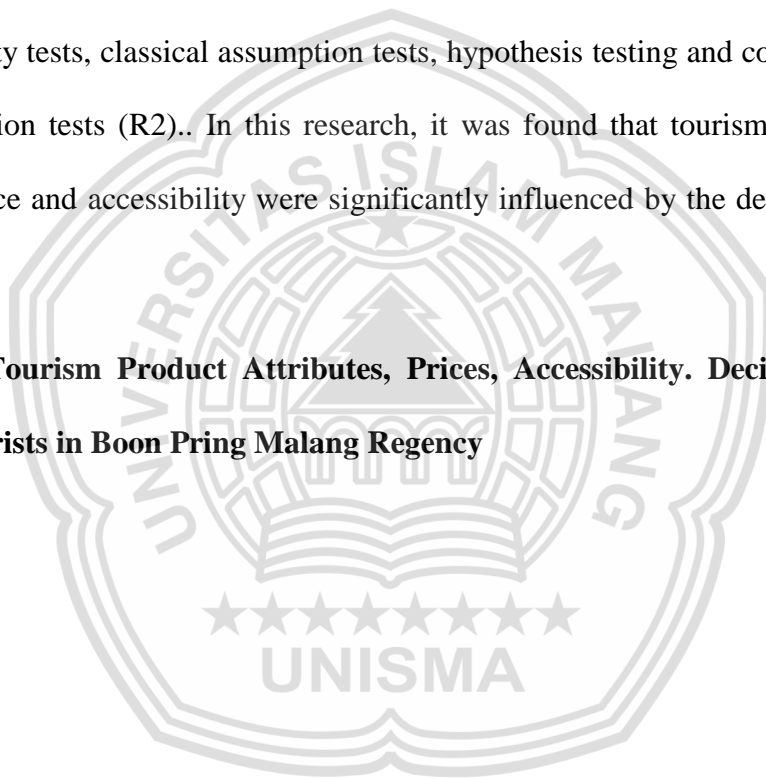 ty tests, classical assumption tests, hypothesis testing and co
ion tests (R2).. In this research, it was found that tourism
ce and accessibility were significantly influenced by the de
Tourism Product Attributes, Prices, Accessibility. Deci
rists in Boon Pring Malang Regency
UNIVERSITAS ISLAM MALANG
UNISMA